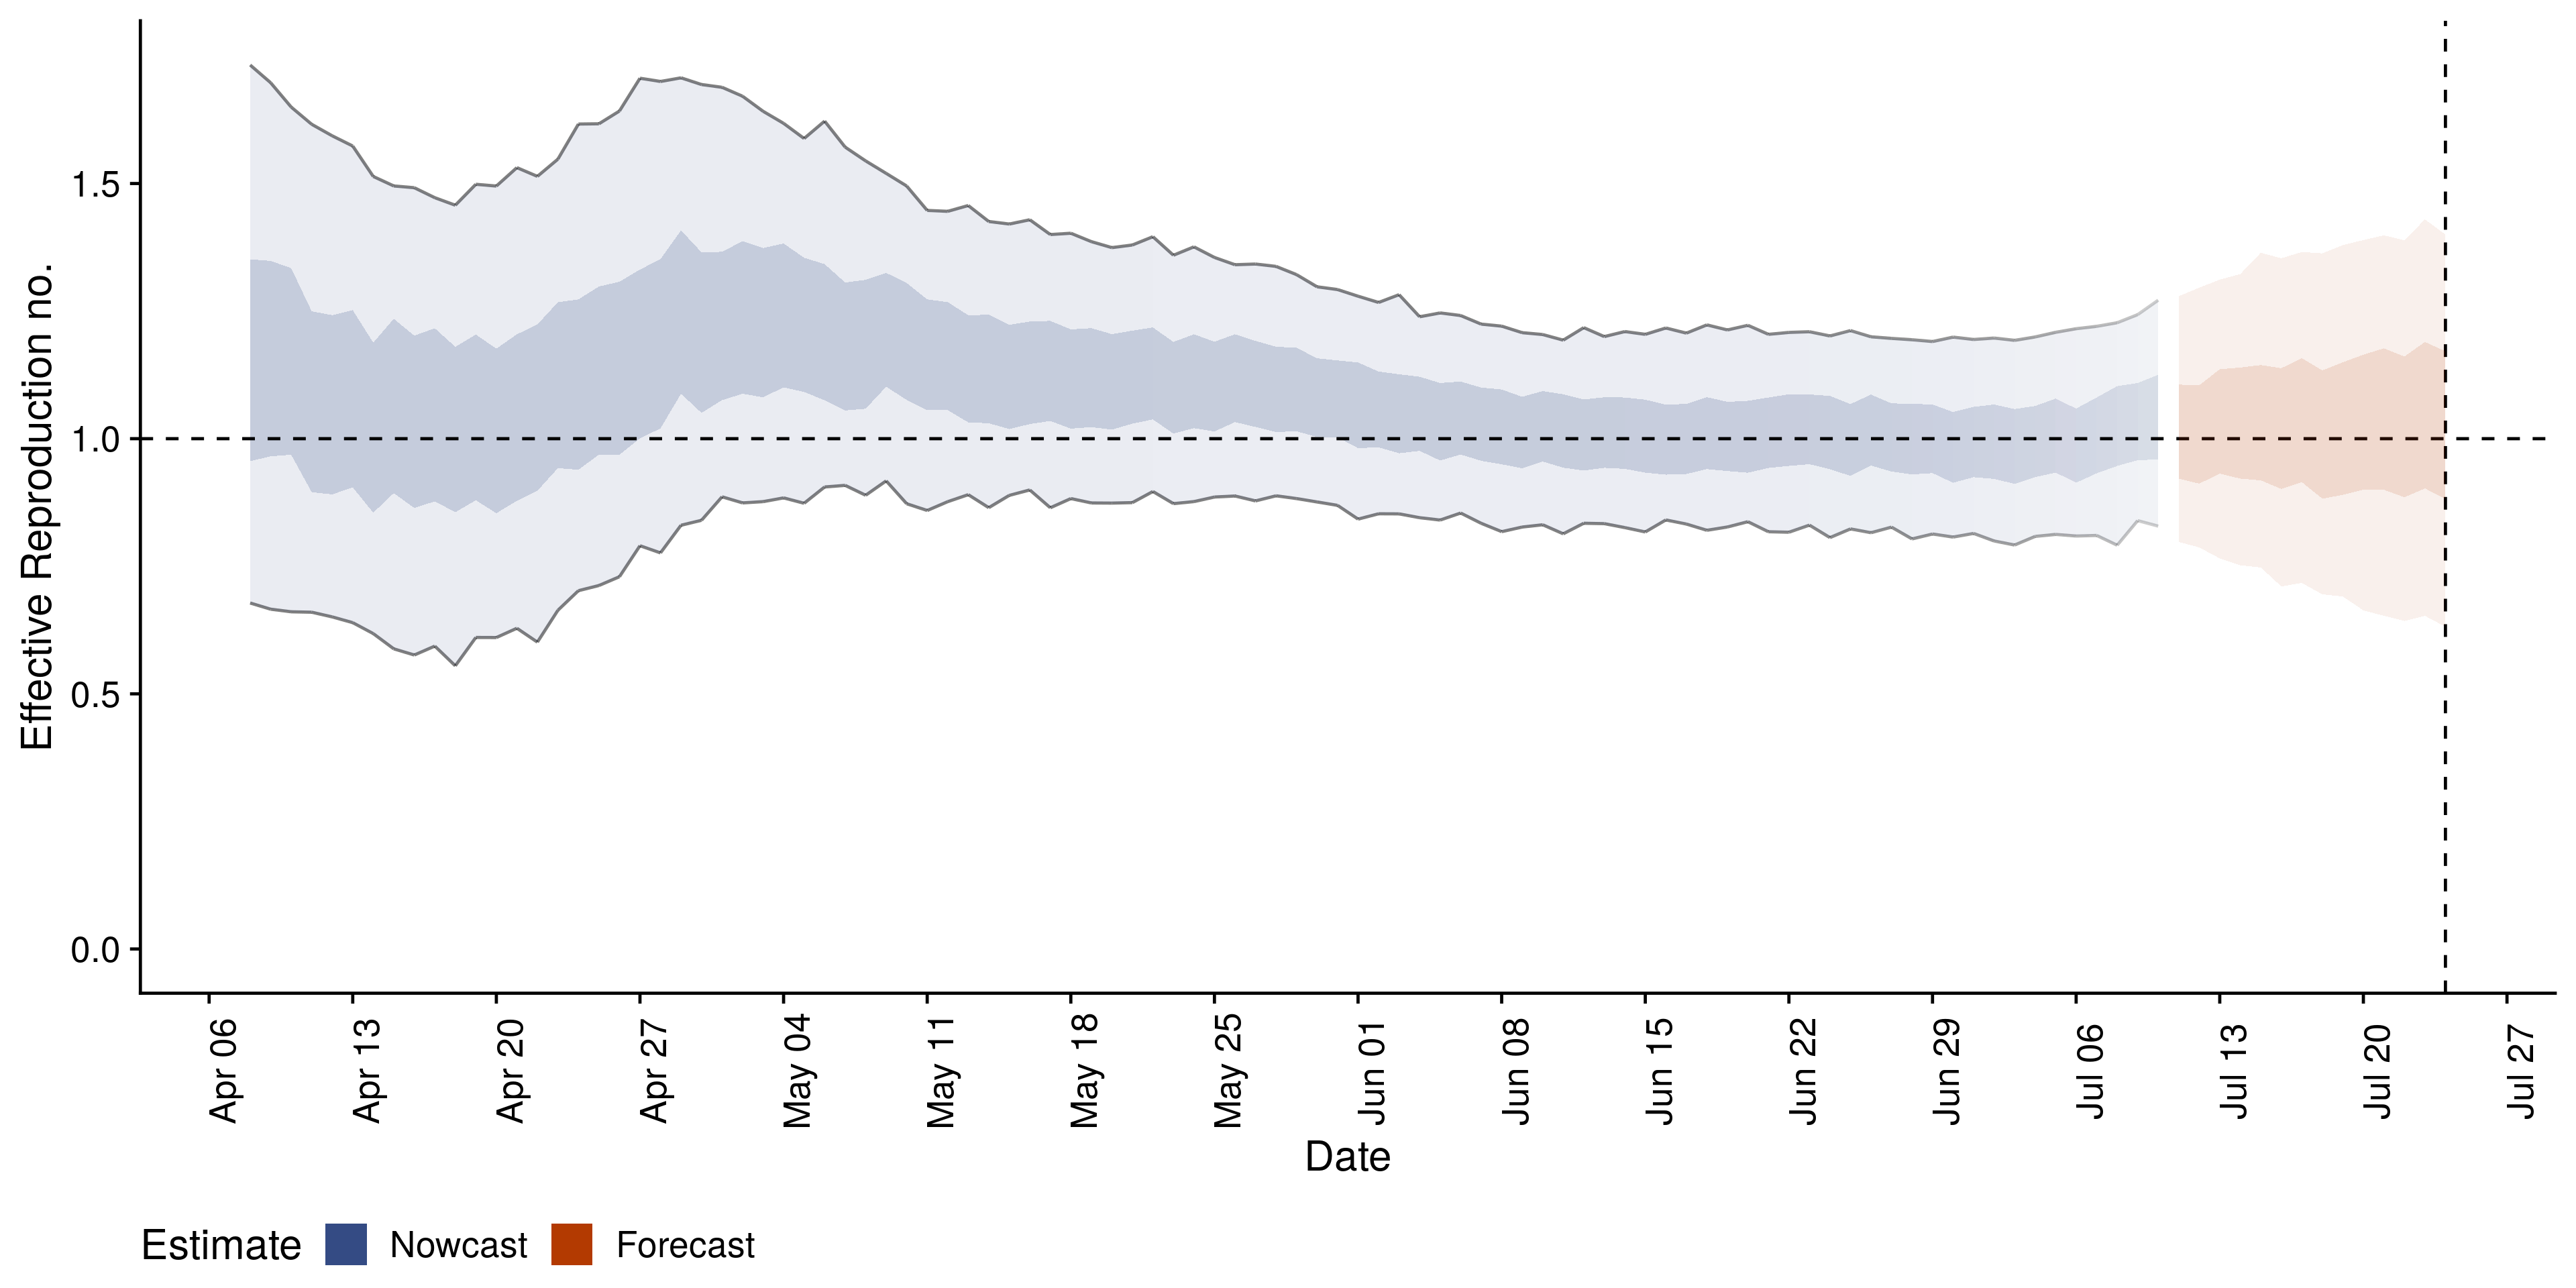 Effective Reproduction no.
1.5
1.0
0.5
0.0
Apr 06
Apr 13
Apr 20
Apr 27
May 04
May 11
May 18
May 25
Jun 01
Jun 08
Jun 15
Jun 22
Jun 29
Jul 06
Jul 13
Jul 20
Jul 27
Date
Estimate Nowcast Forecast